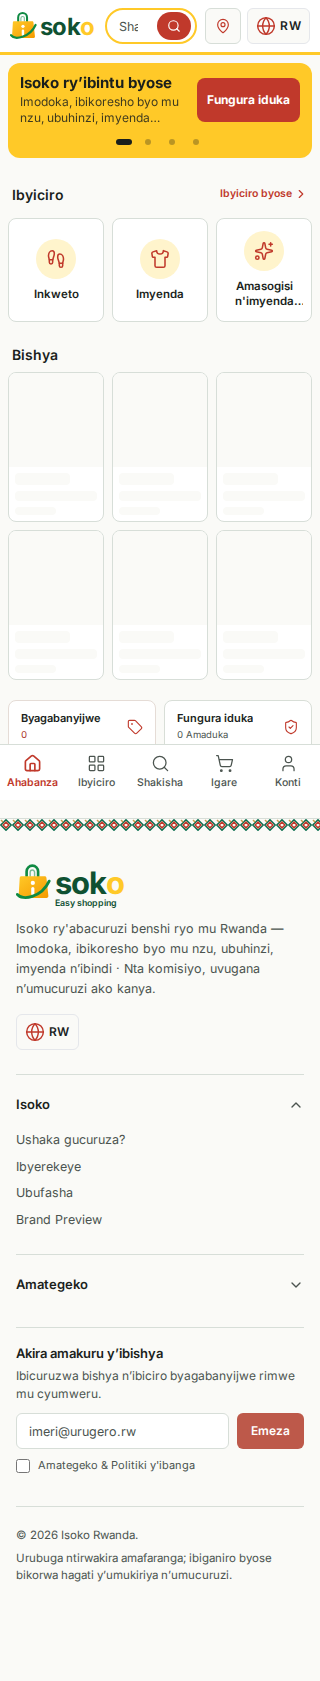 soko
Sha
RW
Isoko ry’ibintu byose
Imodoka, ibikoresho byo mu
nzu, ubuhinzi, imyenda...
Fungura iduka
Ibyiciro
Ibyiciro byose
Inkweto
Imyenda
Amasogisi
n'imyenda...
Bishya
Byagabanyijwe
0
Fungura iduka
0 Amaduka
Ahabanza
Ibyiciro
Shakisha
Igare
Konti
soko
Easy shopping
Isoko ry'abacuruzi benshi ryo mu Rwanda —
Imodoka, ibikoresho byo mu nzu, ubuhinzi,
imyenda n’ibindi · Nta komisiyo, uvugana
n’umucuruzi ako kanya.
RW
Isoko
Ushaka gucuruza?
Ibyerekeye
Ubufasha
Brand Preview
Amategeko
Akira amakuru y’ibishya
Ibicuruzwa bishya n’ibiciro byagabanyijwe rimwe
mu cyumweru.
imeri@urugero.rw
Emeza
Amategeko & Politiki y'ibanga
© 2026 Isoko Rwanda.
Urubuga ntirwakira amafaranga; ibiganiro byose
bikorwa hagati y’umukiriya n’umucuruzi.